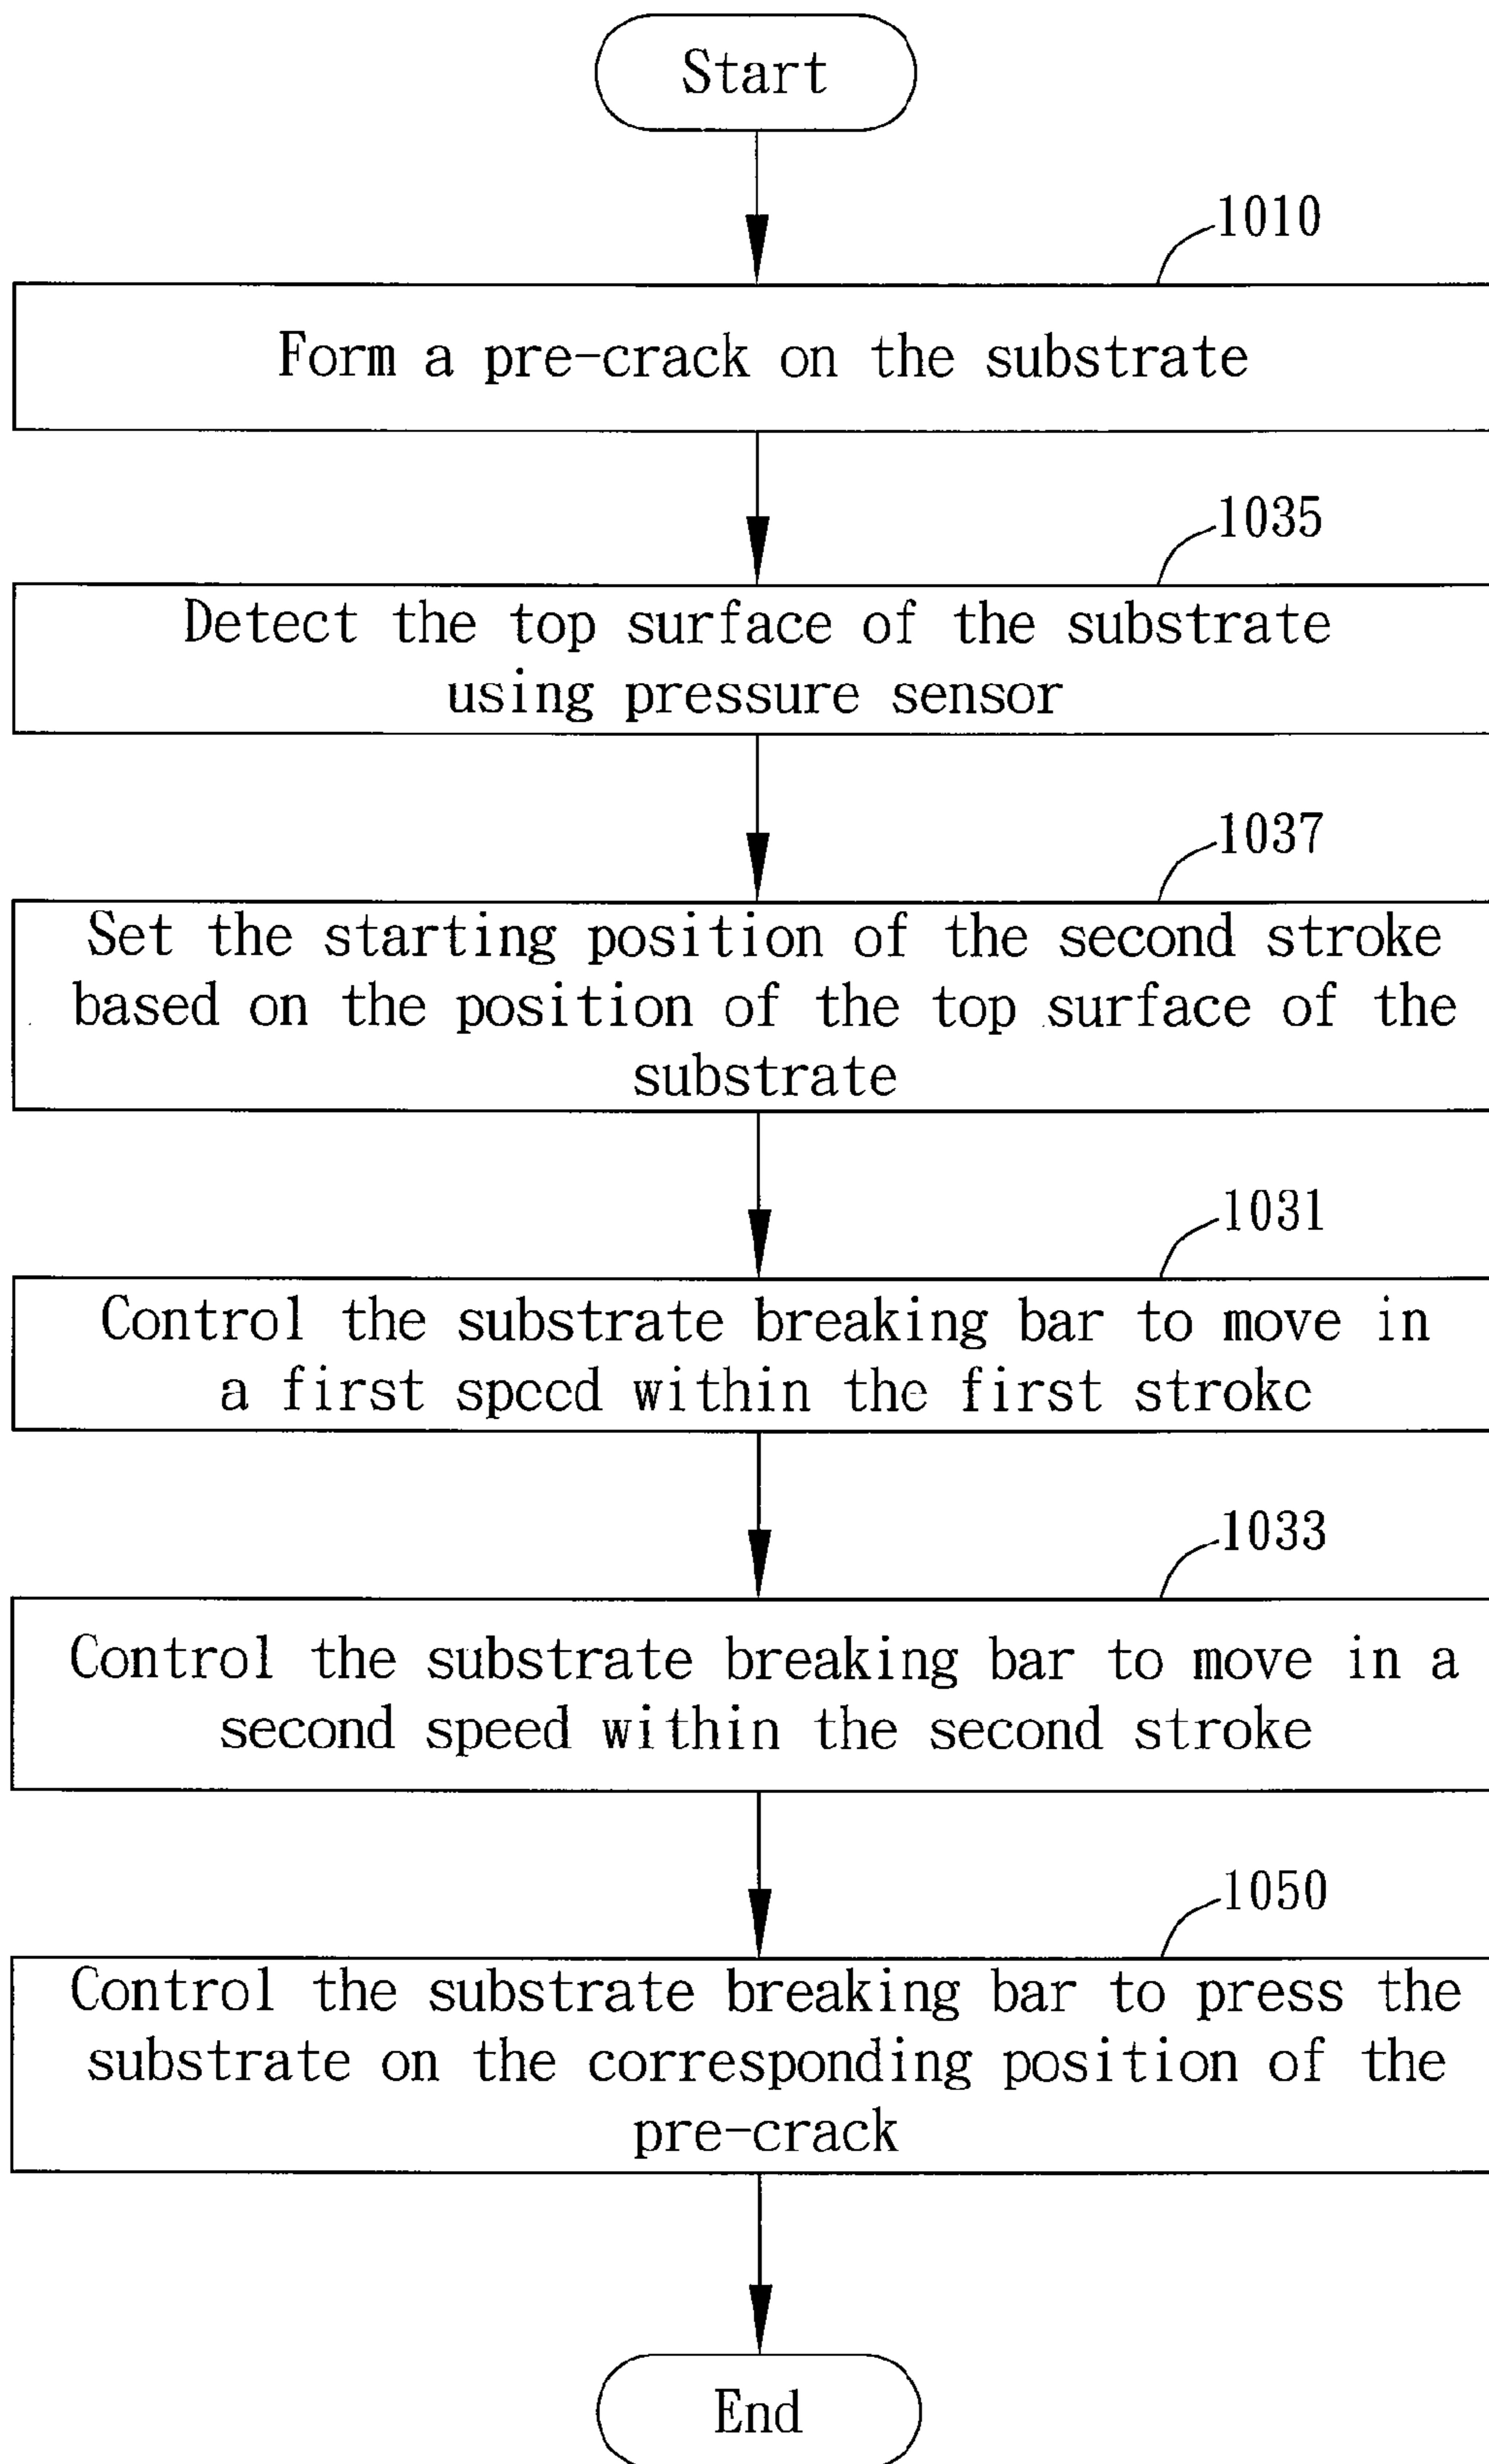 Start
1010
Form a pre-crack on the substrate
1035
Detect the top surface of the substrate
using pressure sensor
1037
Set the starting position of the second stroke
based on the position of the top surface of the
substrate
1031
Control the substrate breaking bar to move in
a first speed within the first stroke
1033
Control the substrate breaking bar to move in a
second speed within the second stroke
1050
Control the substrate breaking bar to press the
substrate on the corresponding position of the
pre-crack
End